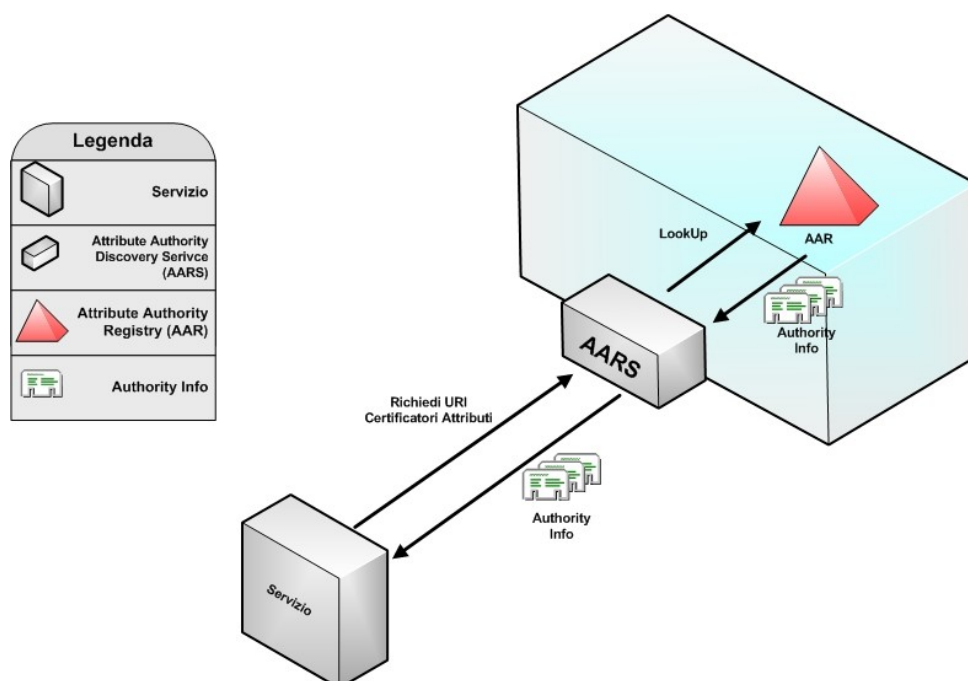 Legenda
Servizio
Attribute Authority
Discovery Serivce
(AARS)
Attribute Authority
Registry (AAR)
Authority Info
LookUp
AAR
Authority
Info
AARS
Richiedi URI
Certificatori Attributi
Authority
Info
Servizio